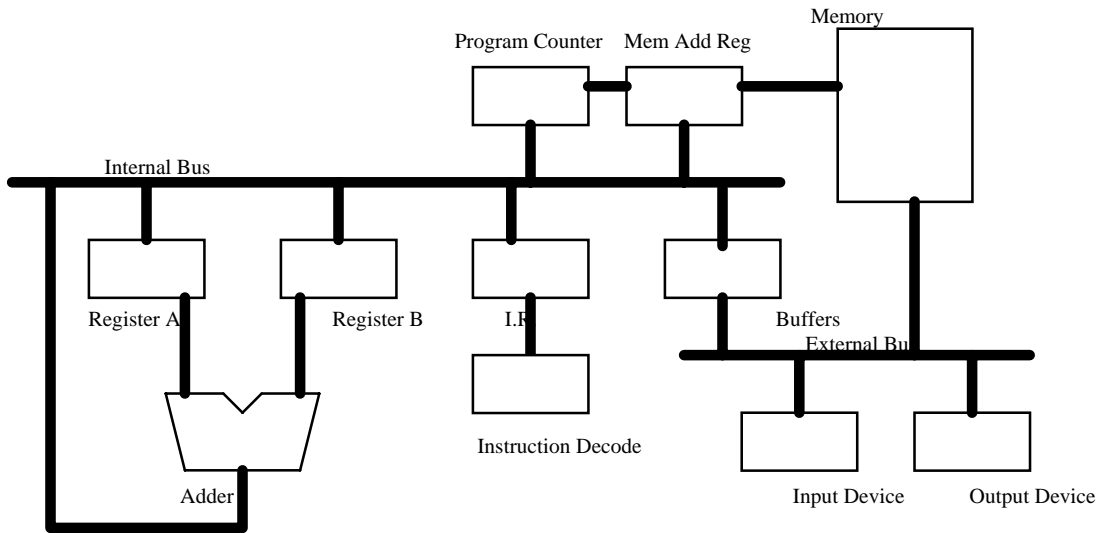 Memory
Program Counter
Mem Add Reg
Internal Bus
Register A
Register B
I.R.
Buffers
External Bus
Instruction Decode
Adder
Input Device
Output Device